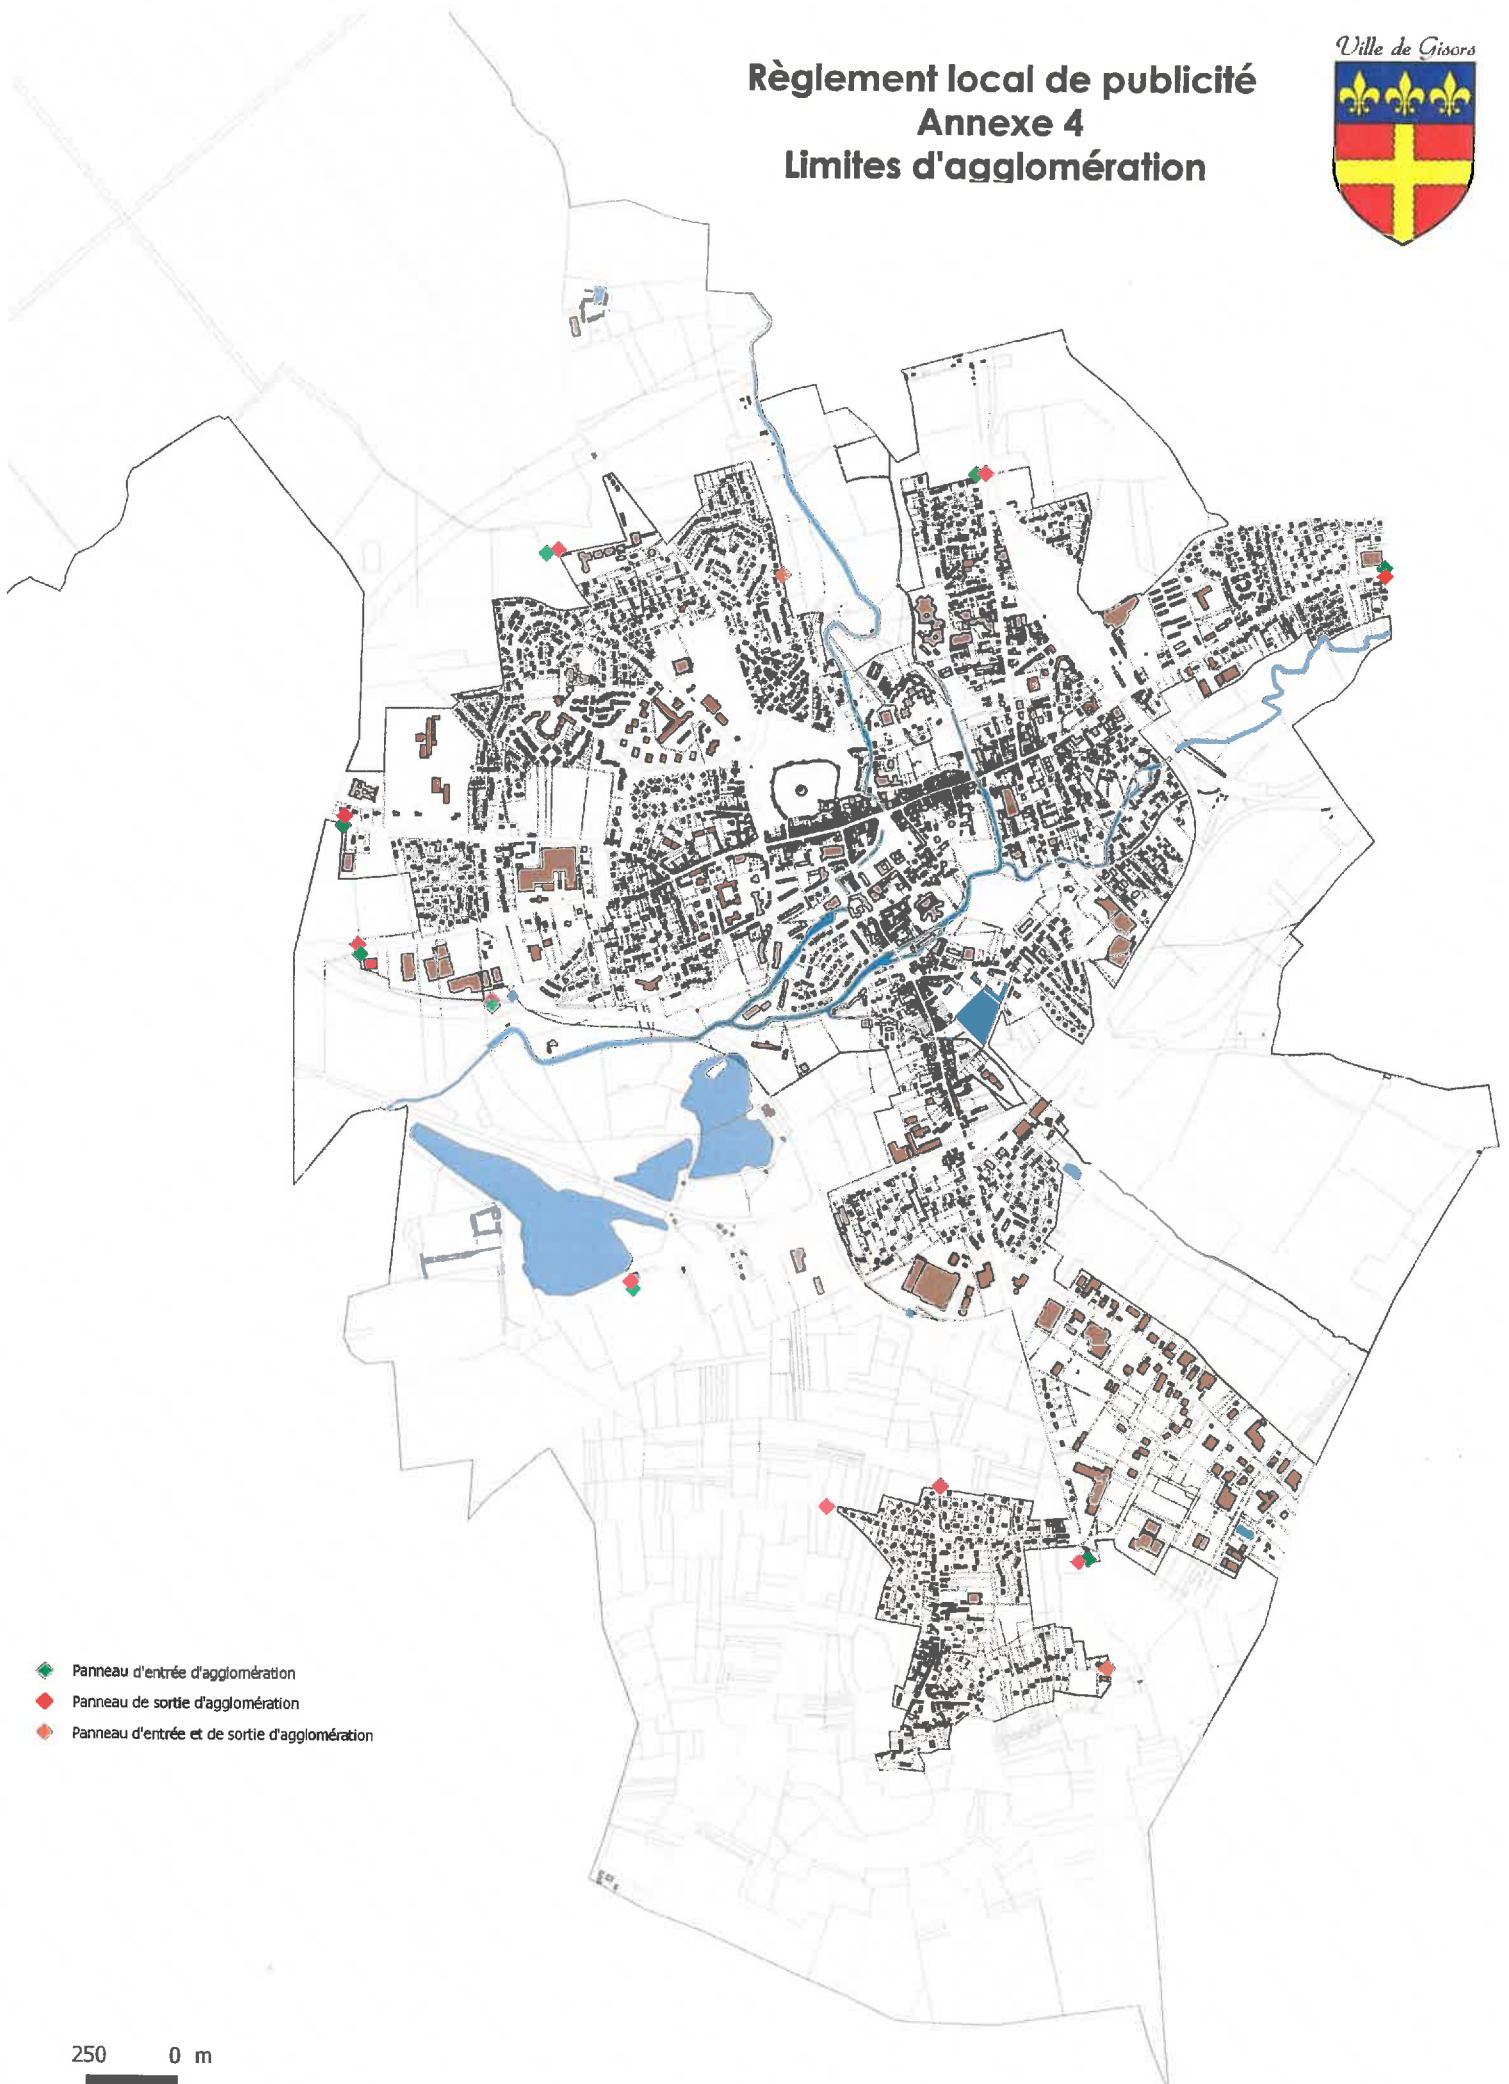 Ville de Gisors
Règlement local de publicité
Annexe 4
Limites d'agglomération
Panneau d'entrée d'agglomération
Panneau de sortie d'agglomération
Panneau d'entrée et de sortie d'agglomération
250 0 m